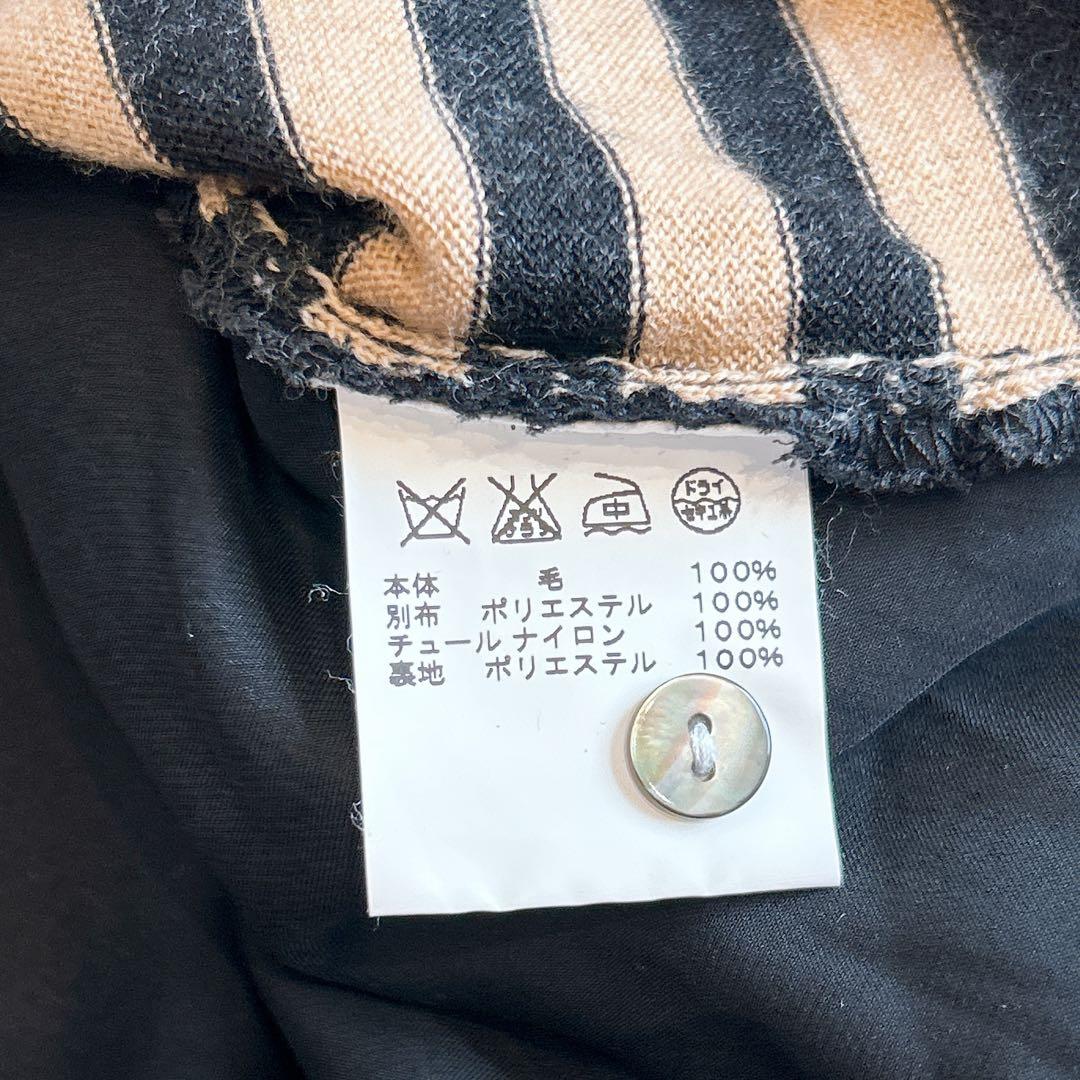 中 ドライ セキユ系
本体 毛 100%
別布 ポリエステル 100%
チュール ナイロン 100%
裏地 ポリエステル 100%